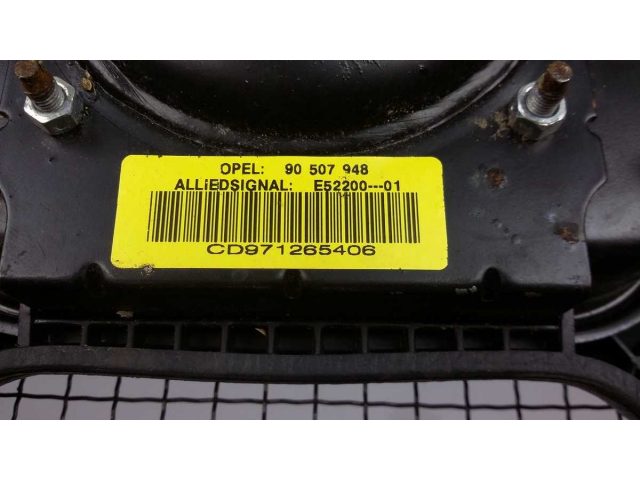 OPEL: 90 507 948
ALLiEDSIGNAL: E52200---01
CD971265406